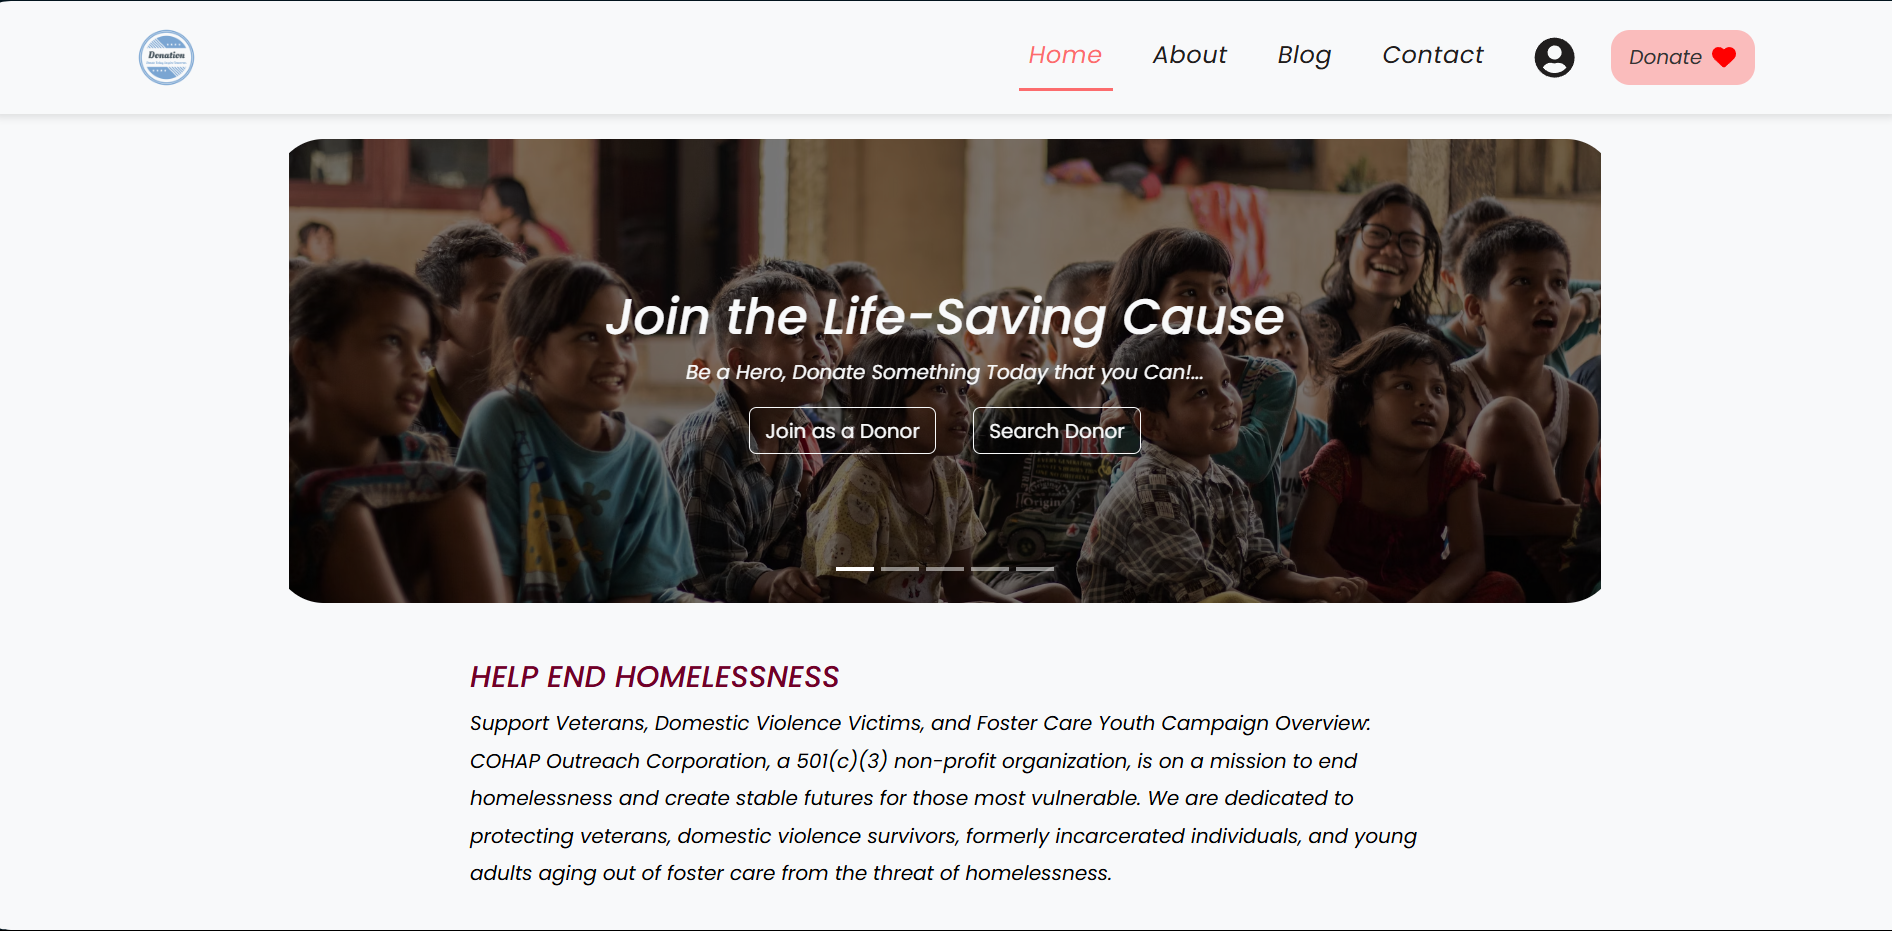 Donation
Home
About
Blog
Contact
Donate
Join the Life-Saving Cause
Be a Hero, Donate Something Today that you Can!...
Join as a Donor
Search Donor
Origin
HELP END HOMELESSNESS
Support Veterans, Domestic Violence Victims, and Foster Care Youth Campaign Overview:
COHAP Outreach Corporation, a 501(c)(3) non-profit organization, is on a mission to end
homelessness and create stable futures for those most vulnerable. We are dedicated to
protecting veterans, domestic violence survivors, formerly incarcerated individuals, and young
adults aging out of foster care from the threat of homelessness.